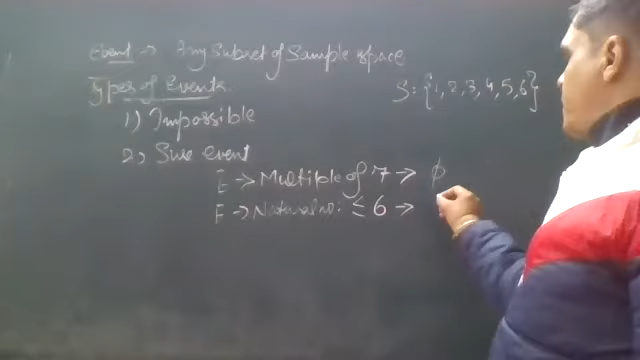 Event → Any Subset of Sample space
Types of Events
S = {1, 2, 3, 4, 5, 6}
1) Impossible
2) Sure event
E → Multiple of 7 → ϕ
F → Natural no. ≤ 6 →